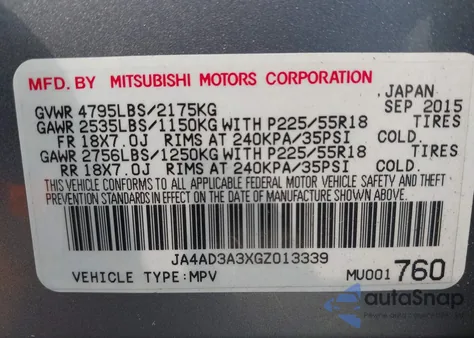 MFD. BY MITSUBISHI MOTORS CORPORATION
JAPAN
GVWR 4795LBS/2175KG SEP 2015
GAWR 2535LBS/1150KG WITH P225/55R18 TIRES
FR 18X7.0J RIMS AT 240KPA/35PSI COLD.
GAWR 2756LBS/1250KG WITH P225/55R18 TIRES
RR 18X7.0J RIMS AT 240KPA/35PSI COLD.
THIS VEHICLE CONFORMS TO ALL APPLICABLE FEDERAL MOTOR VEHICLE SAFETY AND THEFT
PREVENTION STANDARDS IN EFFECT ON THE DATE OF MANUFACTURE SHOWN ABOVE.
JA4AD3A3XGZ013339
VEHICLE TYPE:MPV MU001 760
autoSnap